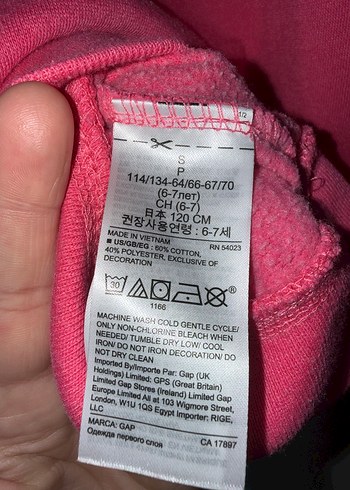 1/2
S
P
114/134-64/66-67/70
(6-7лет)
CH (6-7)
日本 120 CM
권장사용연령 : 6-7세
MADE IN VIETNAM
■ US/GB/EG : 60% COTTON, RN 54023
40% POLYESTER, EXCLUSIVE OF
DECORATION
30
®
1166
MACHINE WASH COLD GENTLE CYCLE/
ONLY NON-CHLORINE BLEACH WHEN
NEEDED/ TUMBLE DRY LOW/ COOL
IRON/ DO NOT IRON DECORATION/ DO
NOT DRY CLEAN
Imported By/Importe Par: Gap (UK
Holdings) Limited: GPS (Great Britain)
Limited Gap Stores (Ireland) Limited Gap
Europe Limited All at 103 Wigmore Street,
London, W1U 1QS Egypt Importer: RIGE,
LLC
MARCA: GAP CA 17897
Одежда первого слоя